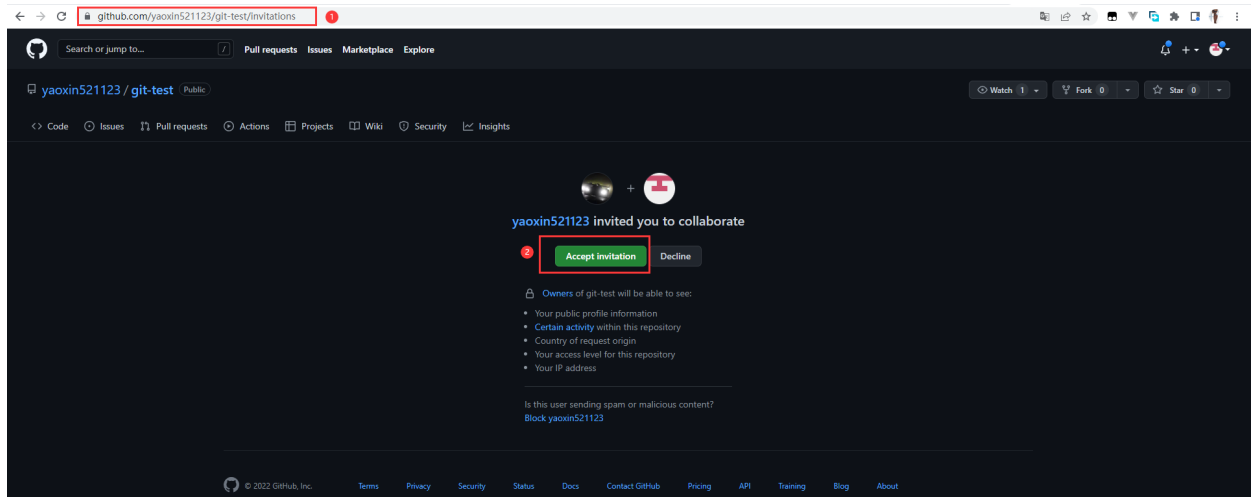 github.com/yaoxin521123/git-test/invitations 1
Search or jump to... / Pull requests Issues Marketplace Explore
yaoxin521123 / git-test Public Watch 1 Fork 0 Star 0
<> Code Issues Pull requests Actions Projects Wiki Security Insights
+
yaoxin521123 invited you to collaborate
2 Accept invitation Decline
Owners of git-test will be able to see:
• Your public profile information
• Certain activity within this repository
• Country of request origin
• Your access level for this repository
• Your IP address
Is this user sending spam or malicious content?
Block yaoxin521123
© 2022 GitHub, Inc. Terms Privacy Security Status Docs Contact GitHub Pricing API Training Blog About